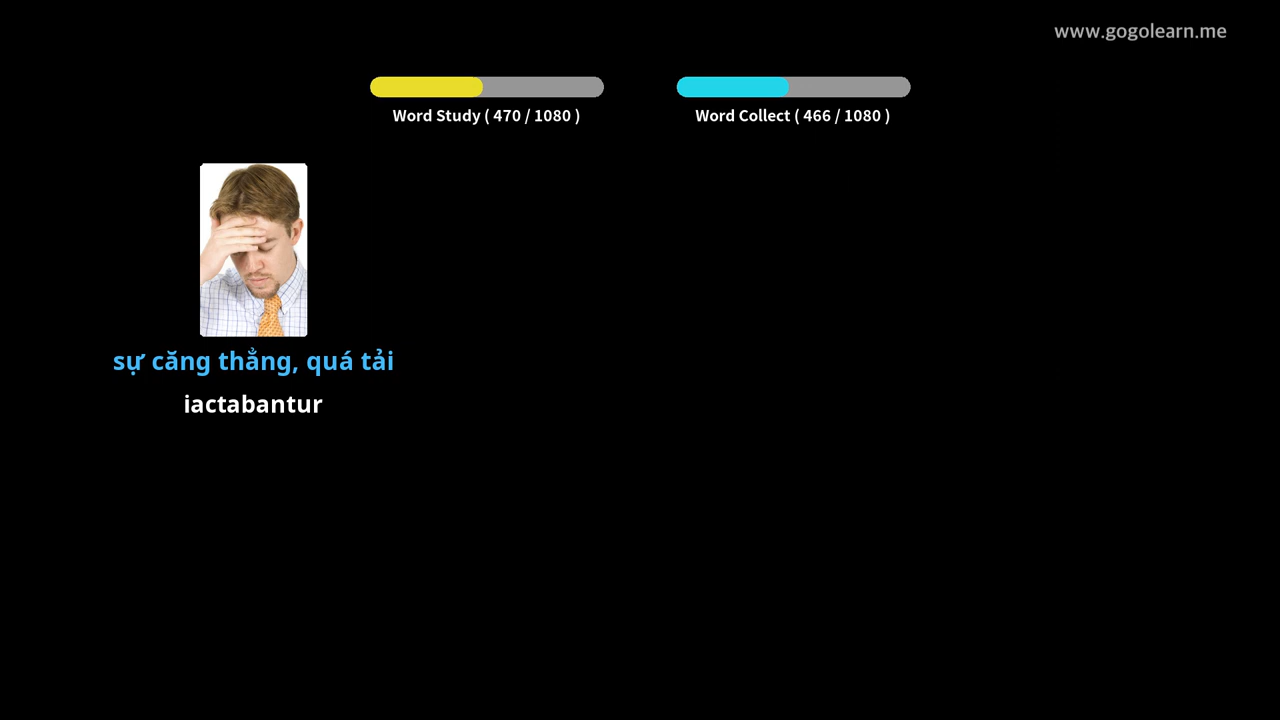 www.gogolearn.me
Word Study ( 470 / 1080 )
Word Collect ( 466 / 1080 )
sự căng thẳng, quá tải
iactabantur